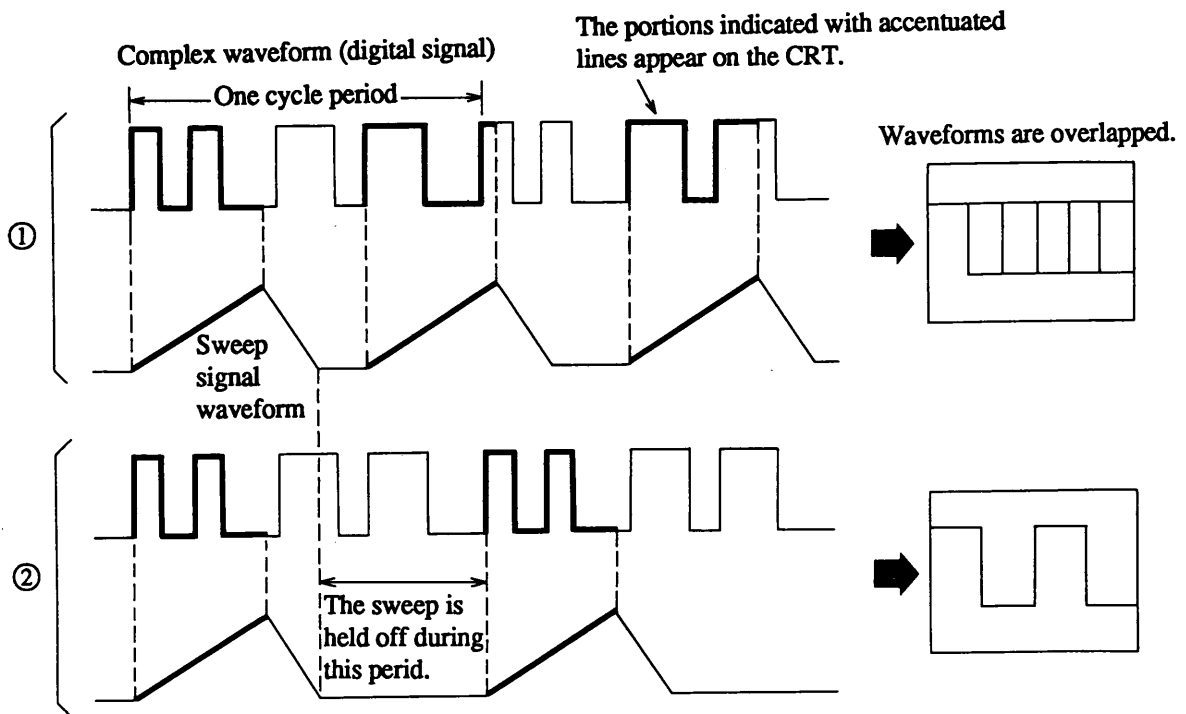 Complex waveform (digital signal)
The portions indicated with accentuated
lines appear on the CRT.
One cycle period
Waveforms are overlapped.
①
Sweep
signal
waveform
②
The sweep is
held off during
this perid.